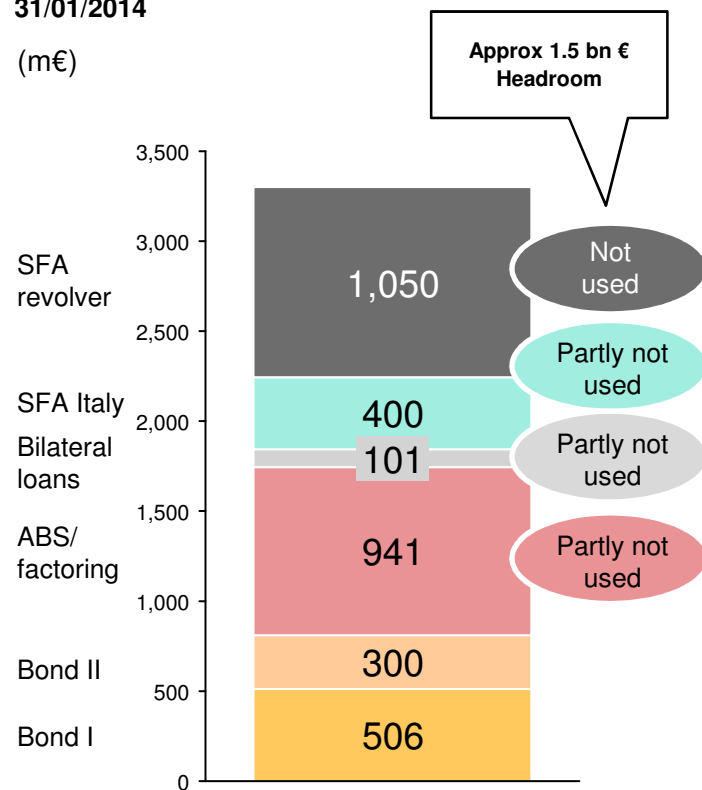 31/01/2014
(m€)
Approx 1.5 bn €
Headroom
3,500
3,000
2,500
2,000
1,500
1,000
500
0
SFA
revolver
SFA Italy
Bilateral
loans
ABS/
factoring
Bond II
Bond I
1,050
400
101
941
300
506
Not
used
Partly not
used
Partly not
used
Partly not
used